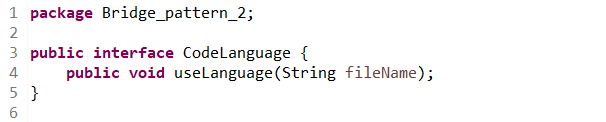 1 package Bridge_pattern_2;
2
3 public interface CodeLanguage {
4     public void useLanguage(String fileName);
5 }
6